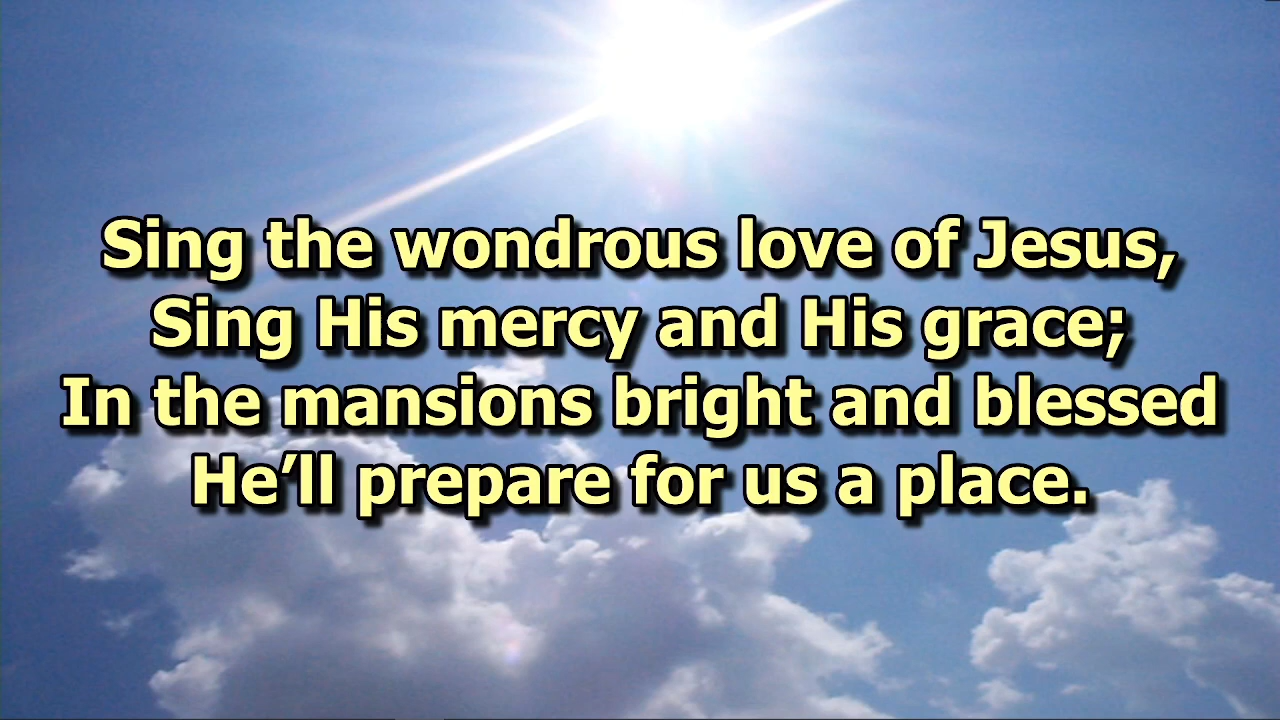 Sing the wondrous love of Jesus,
Sing His mercy and His grace;
In the mansions bright and blessed
He’ll prepare for us a place.